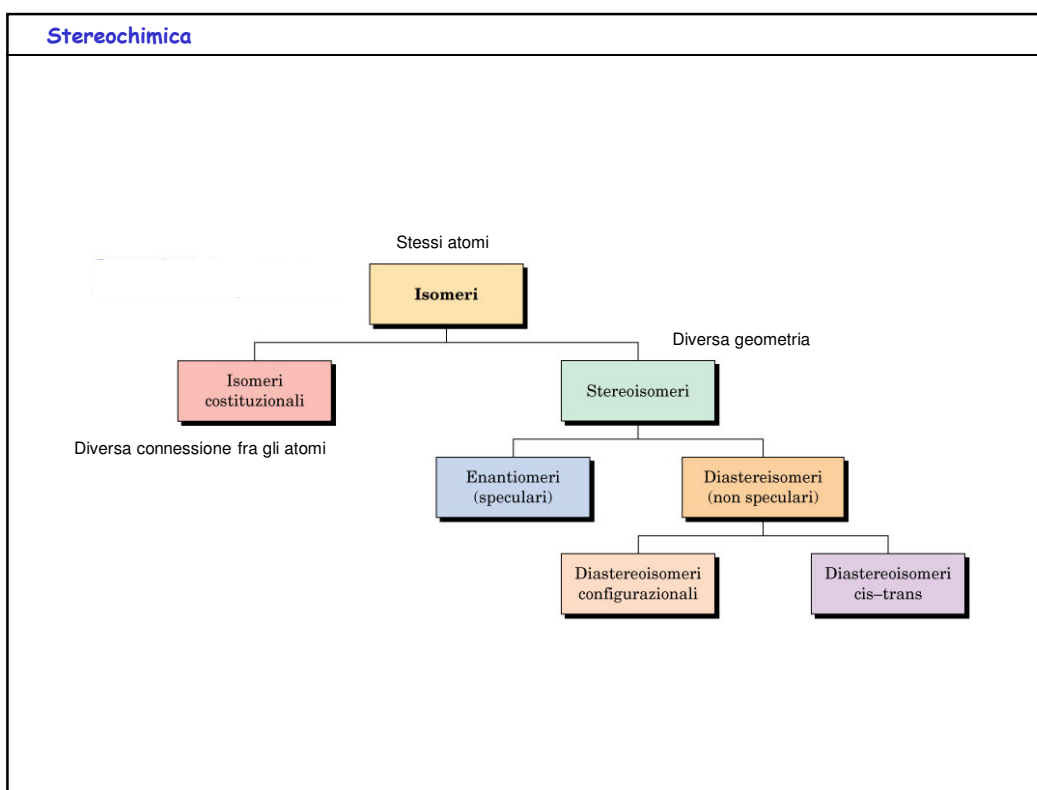 Stereochimica
Stessi atomi
Isomeri
Diversa geometria
Isomeri
costituzionali
Stereoisomeri
Diversa connessione fra gli atomi
Enantiomeri
(speculari)
Diastereisomeri
(non speculari)
Diastereoisomeri
configurazionali
Diastereoisomeri
cis–trans